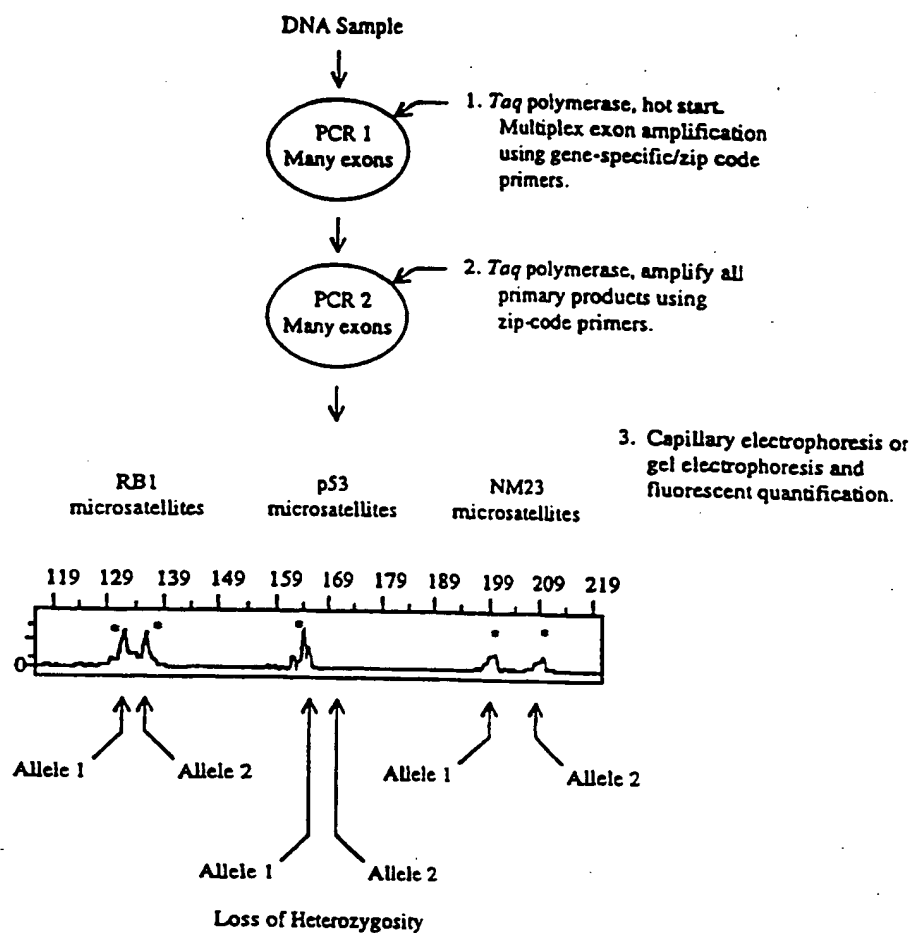 DNA Sample
PCR 1
Many exons
1. Taq polymerase, hot start.
Multiplex exon amplification
using gene-specific/zip code
primers.
PCR 2
Many exons
2. Taq polymerase, amplify all
primary products using
zip-code primers.
3. Capillary electrophoresis or
gel electrophoresis and
fluorescent quantification.
RB1
microsatellites
p53
microsatellites
NM23
microsatellites
119 129 139 149 159 169 179 189 199 209 219
* * * * *
0
Allele 1 Allele 2 Allele 1 Allele 2
Allele 1 Allele 2
Loss of Heterozygosity